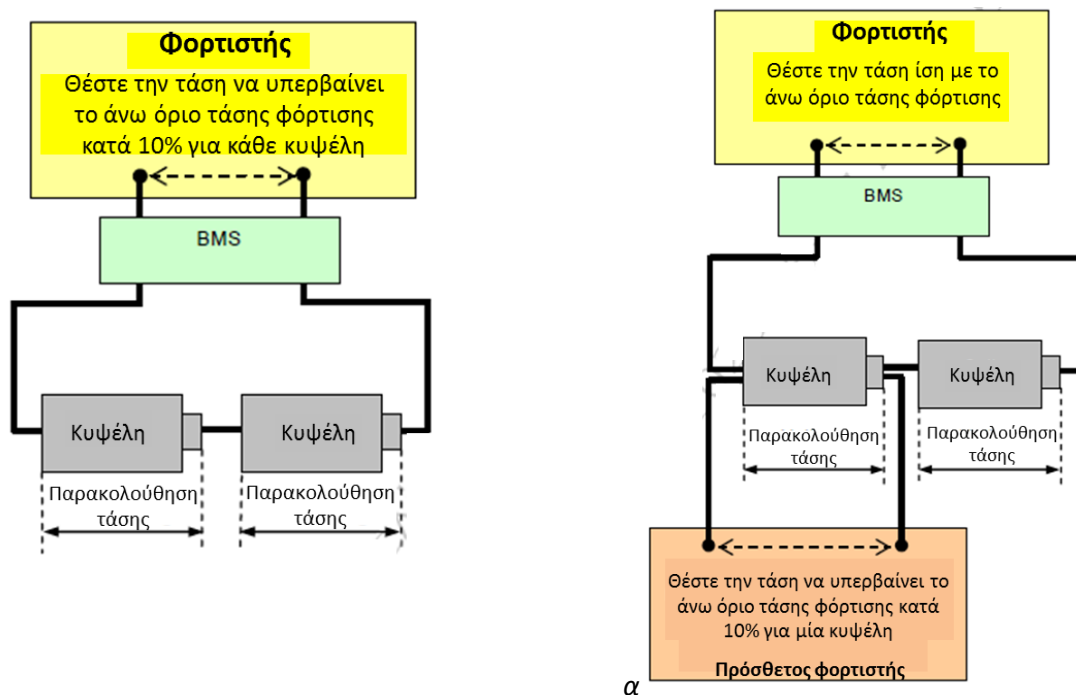 Φορτιστής
Θέστε την τάση να υπερβαίνει
το άνω όριο τάσης φόρτισης
κατά 10% για κάθε κυψέλη
BMS
Κυψέλη
Κυψέλη
Παρακολούθηση
τάσης
Παρακολούθηση
τάσης
Φορτιστής
Θέστε την τάση ίση με το
άνω όριο τάσης φόρτισης
BMS
Κυψέλη
Κυψέλη
Παρακολούθηση
τάσης
Παρακολούθηση
τάσης
Θέστε την τάση να υπερβαίνει το
άνω όριο τάσης φόρτισης κατά
10% για μία κυψέλη
Πρόσθετος φορτιστής
α